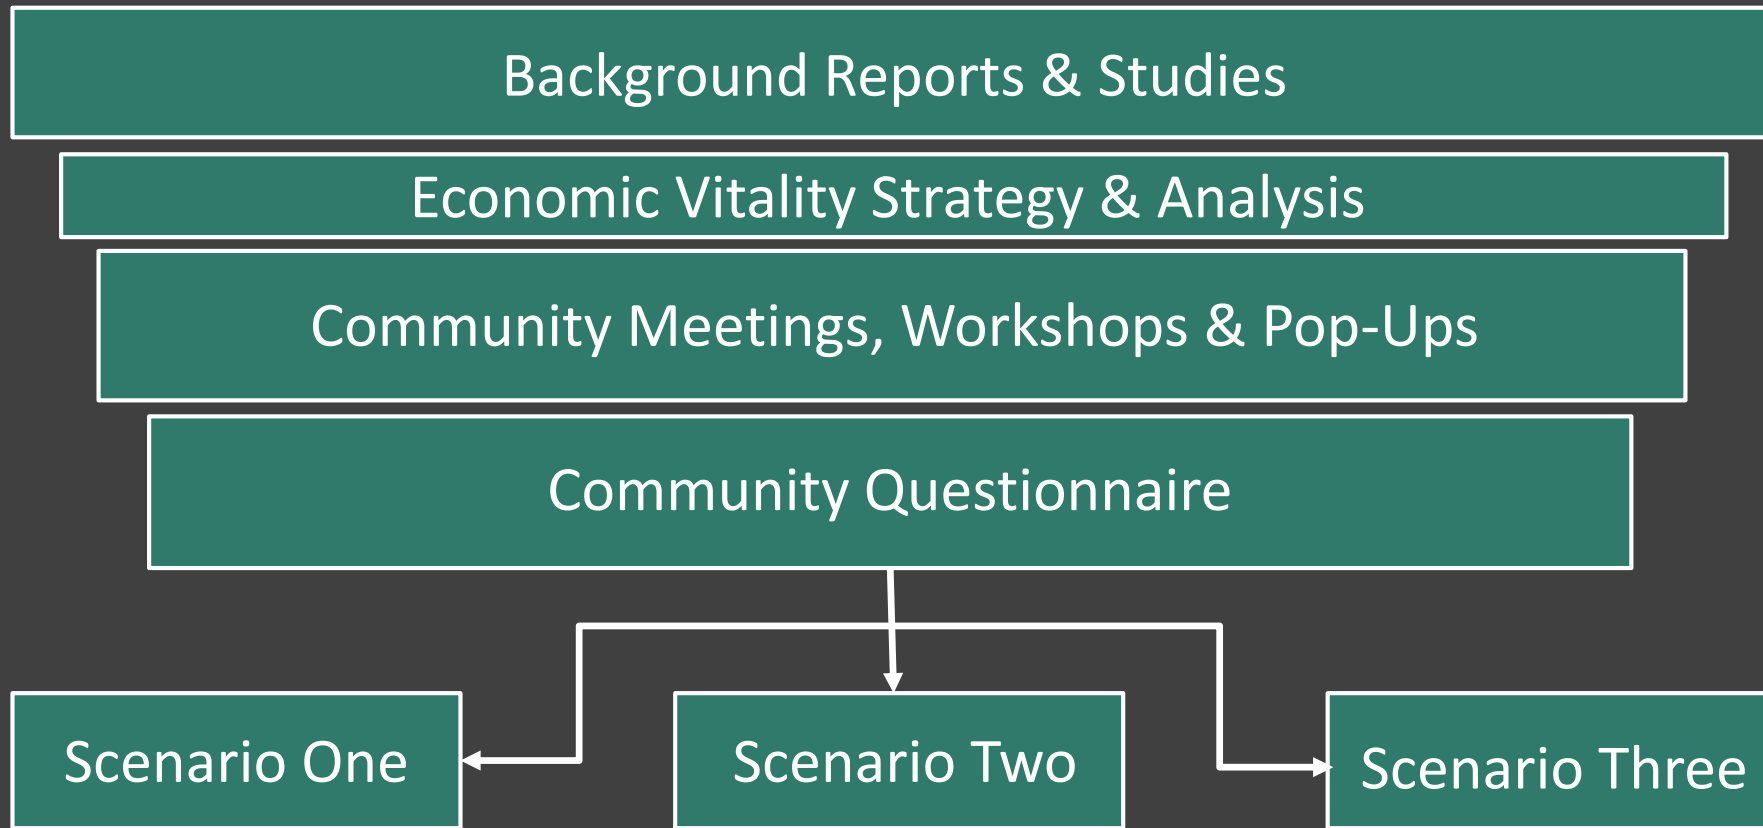 Background Reports & Studies
Economic Vitality Strategy & Analysis
Community Meetings, Workshops & Pop-Ups
Community Questionnaire
Scenario One
Scenario Two
Scenario Three